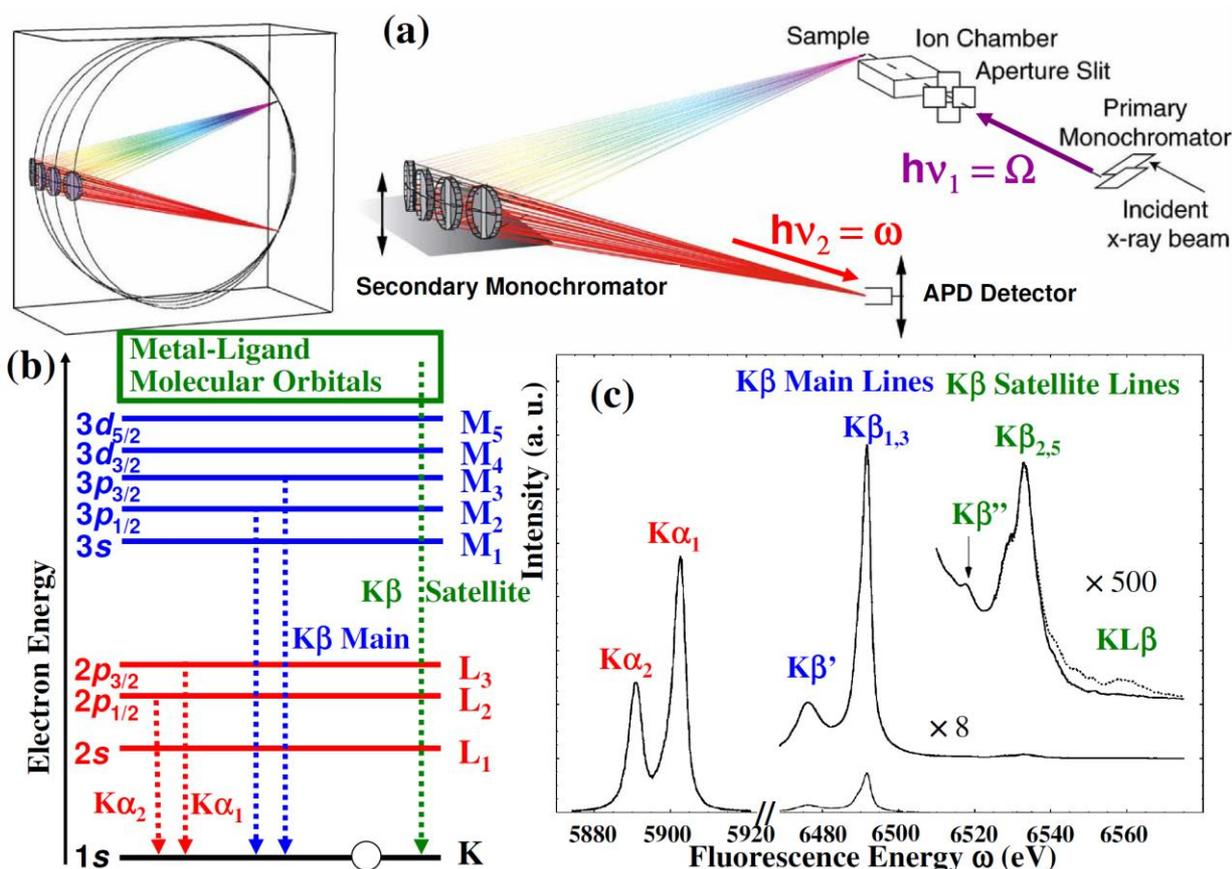 (a)
Sample
Ion Chamber
Aperture Slit
Primary
Monochromator
hν₁ = Ω
Incident
x-ray beam
hν₂ = ω
Secondary Monochromator
APD Detector
(b)
Metal-Ligand
Molecular Orbitals
3d5/2 M₅
3d3/2 M₄
3p3/2 M₃
3p1/2 M₂
3s M₁
Kβ Satellite
Kβ Main
2p3/2 L₃
2p1/2 L₂
2s L₁
Kα₂ Kα₁
1s K
Electron Energy
(c)
Kβ Main Lines Kβ Satellite Lines
Kβ₁,₃
Kβ₂,₅
Kβ’’
Kα₁
× 500
KLβ
Kα₂
Kβ’
× 8
Intensity (a. u.)
5880 5900 5920 6480 6500 6520 6540 6560
Fluorescence Energy ω (eV)